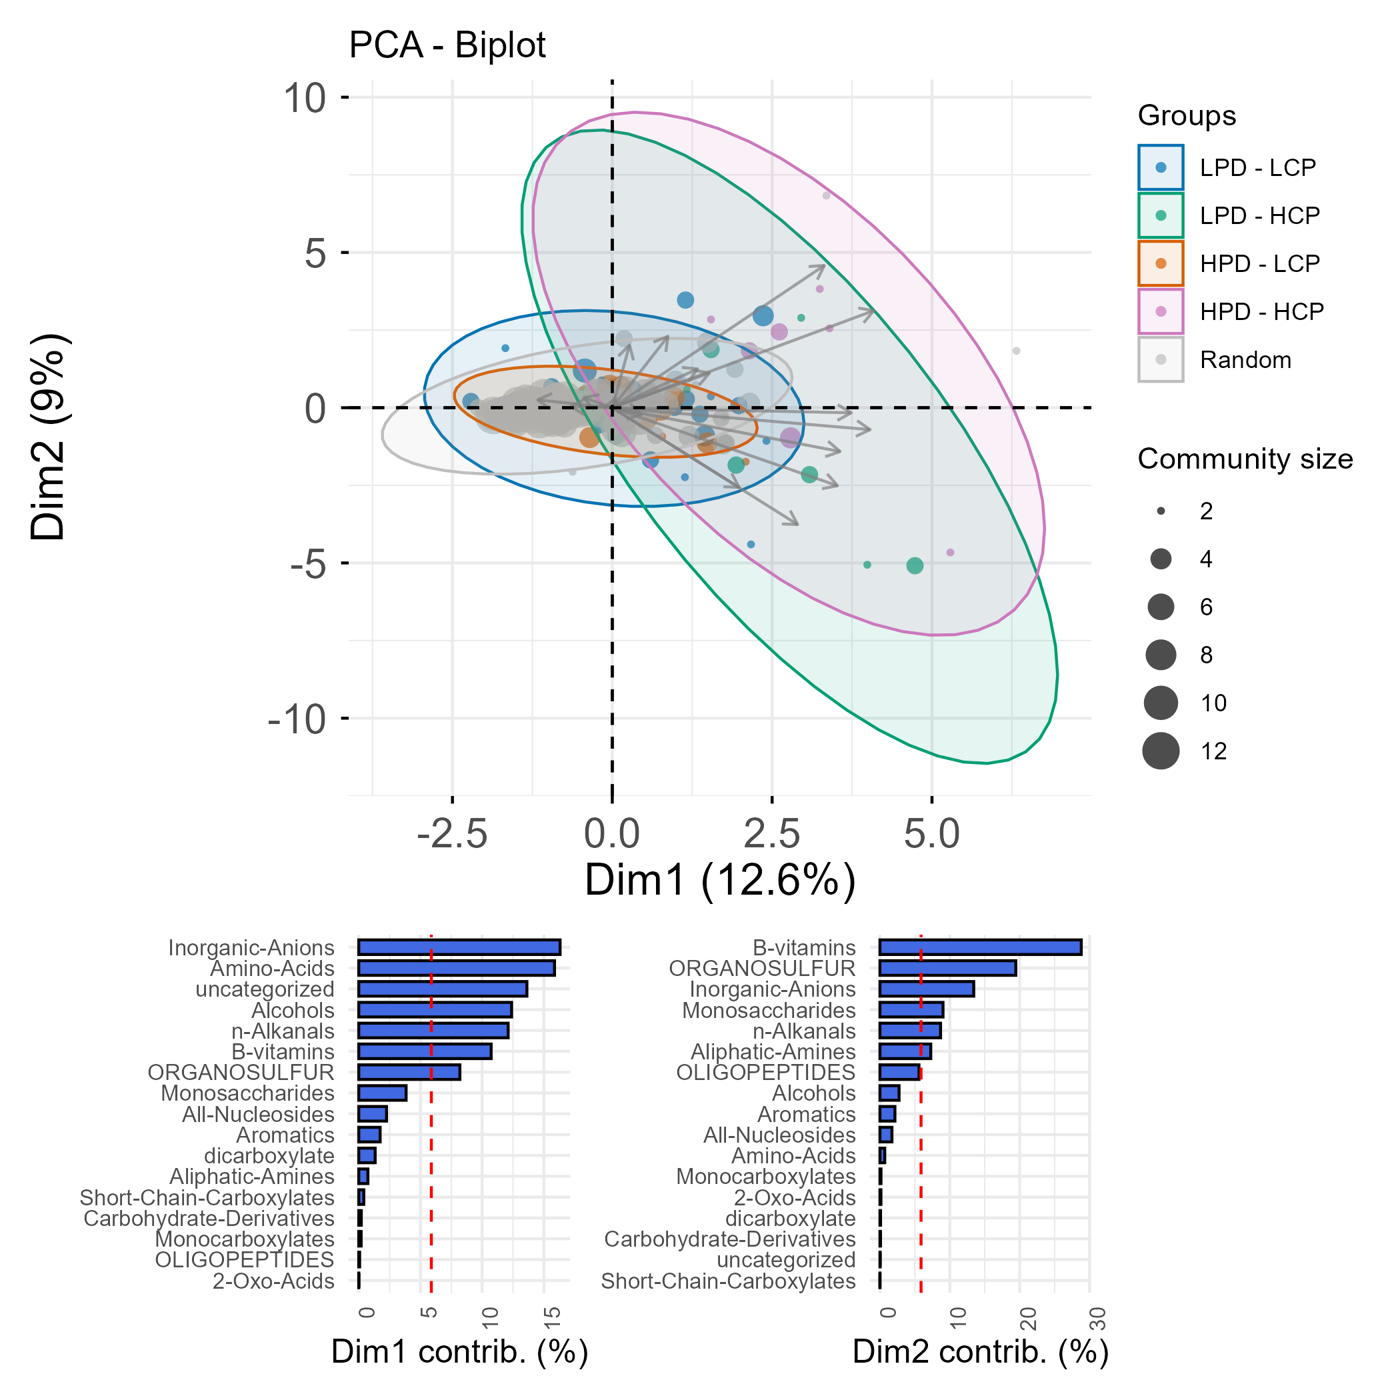 PCA - Biplot
10
5
0
-5
-10
Dim2 (9%)
-2.5
0.0
2.5
5.0
Dim1 (12.6%)
Groups
LPD - LCP
LPD - HCP
HPD - LCP
HPD - HCP
Random
Community size
2
4
6
8
10
12
Inorganic-Anions
Amino-Acids
uncategorized
Alcohols
n-Alkanals
B-vitamins
ORGANOSULFUR
Monosaccharides
All-Nucleosides
Aromatics
dicarboxylate
Aliphatic-Amines
Short-Chain-Carboxylates
Carbohydrate-Derivatives
Monocarboxylates
OLIGOPEPTIDES
2-Oxo-Acids
0
5
10
15
Dim1 contrib. (%)
B-vitamins
ORGANOSULFUR
Inorganic-Anions
Monosaccharides
n-Alkanals
Aliphatic-Amines
OLIGOPEPTIDES
Alcohols
Aromatics
All-Nucleosides
Amino-Acids
Monocarboxylates
2-Oxo-Acids
dicarboxylate
Carbohydrate-Derivatives
uncategorized
Short-Chain-Carboxylates
0
10
20
30
Dim2 contrib. (%)